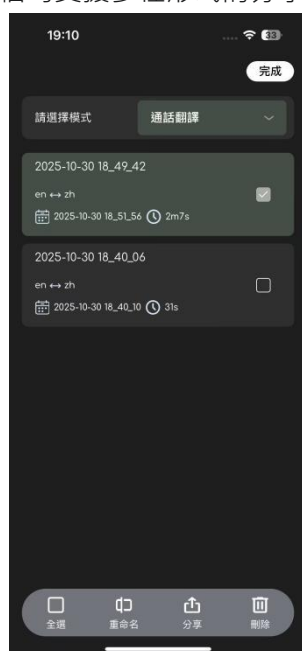 19:10
33
完成
請選擇模式 通話翻譯
2025-10-30 18_49_42
en ↔ zh
2025-10-30 18_51_56 2m7s
2025-10-30 18_40_06
en ↔ zh
2025-10-30 18_40_10 31s
全選 重命名 分享 刪除